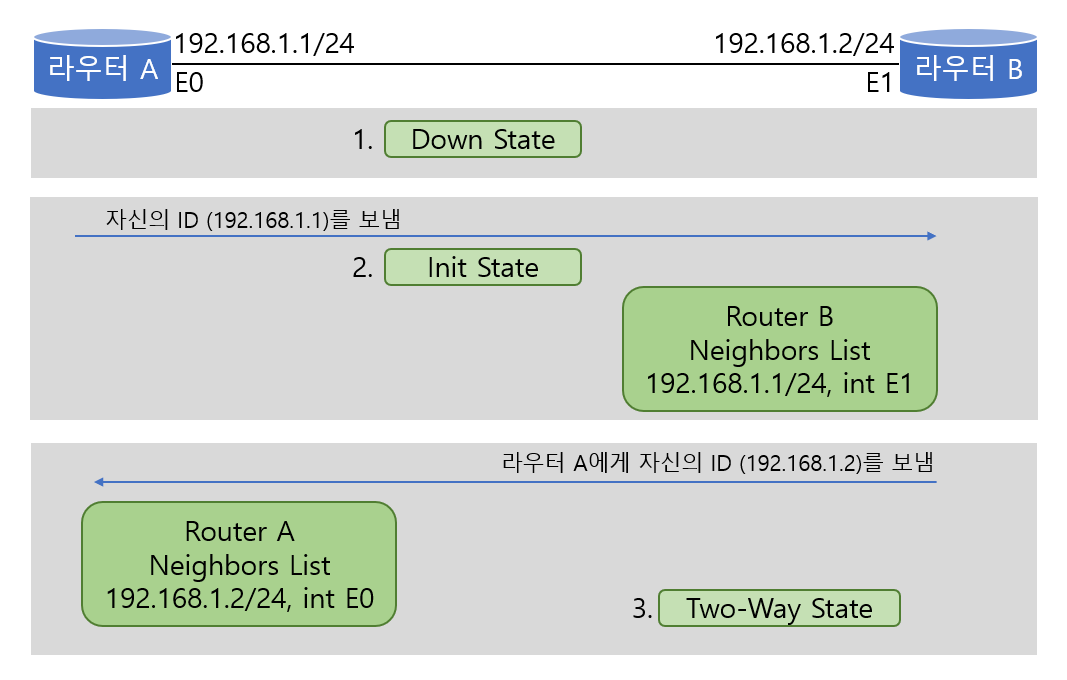 라우터 A
192.168.1.1/24
E0
192.168.1.2/24
E1
라우터 B
1. Down State
자신의 ID (192.168.1.1)를 보냄
2. Init State
Router B
Neighbors List
192.168.1.1/24, int E1
라우터 A에게 자신의 ID (192.168.1.2)를 보냄
Router A
Neighbors List
192.168.1.2/24, int E0
3. Two-Way State